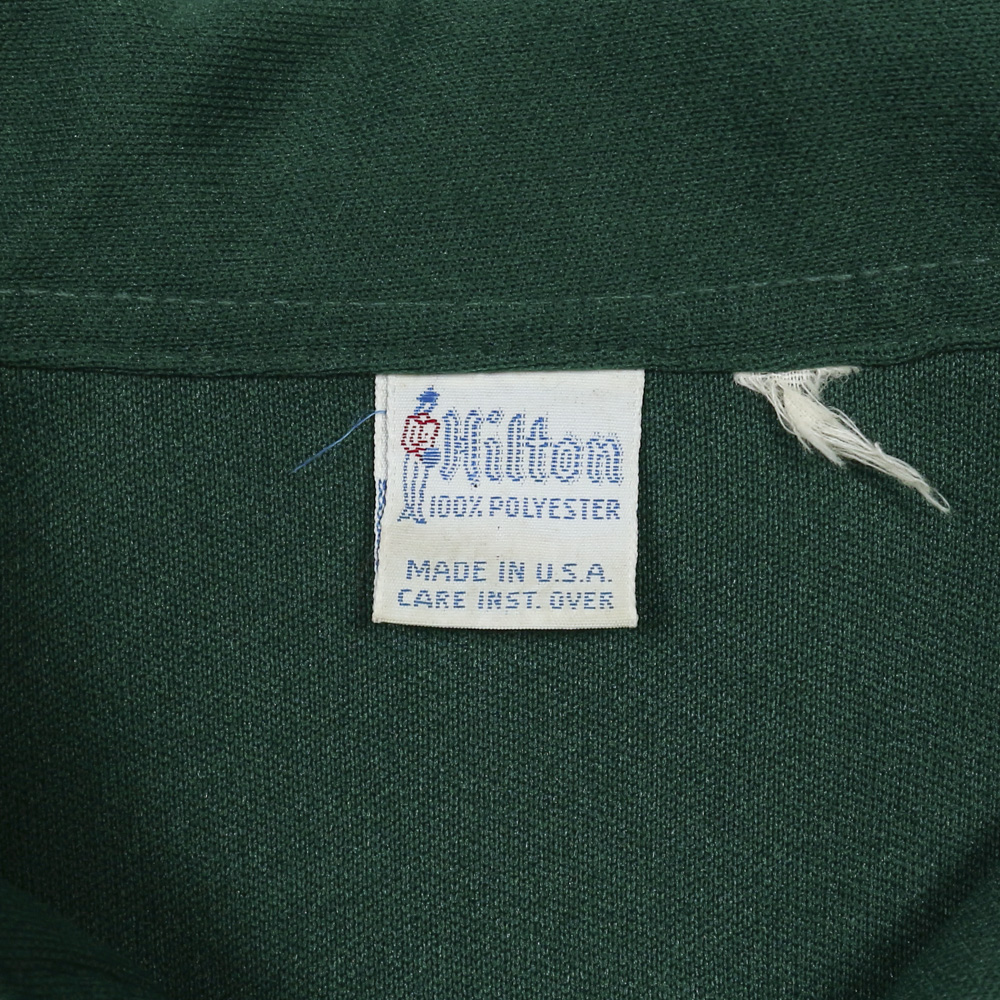 Hilton
100% POLYESTER
MADE IN U.S.A.
CARE INST. OVER